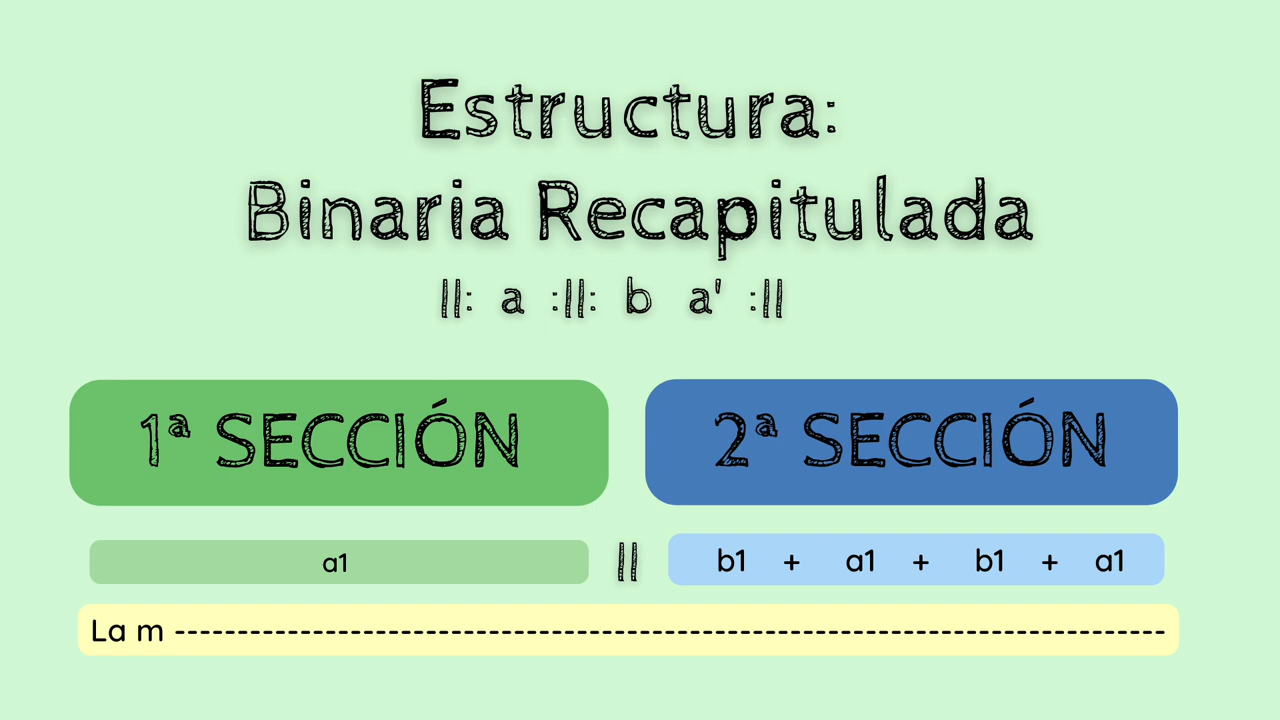 Estructura:
Binaria Recapitulada
||: a :||: b a' :||
1ª SECCIÓN
2ª SECCIÓN
a1 || b1 + a1 + b1 + a1
La m -------------------------------------------------------------------------------